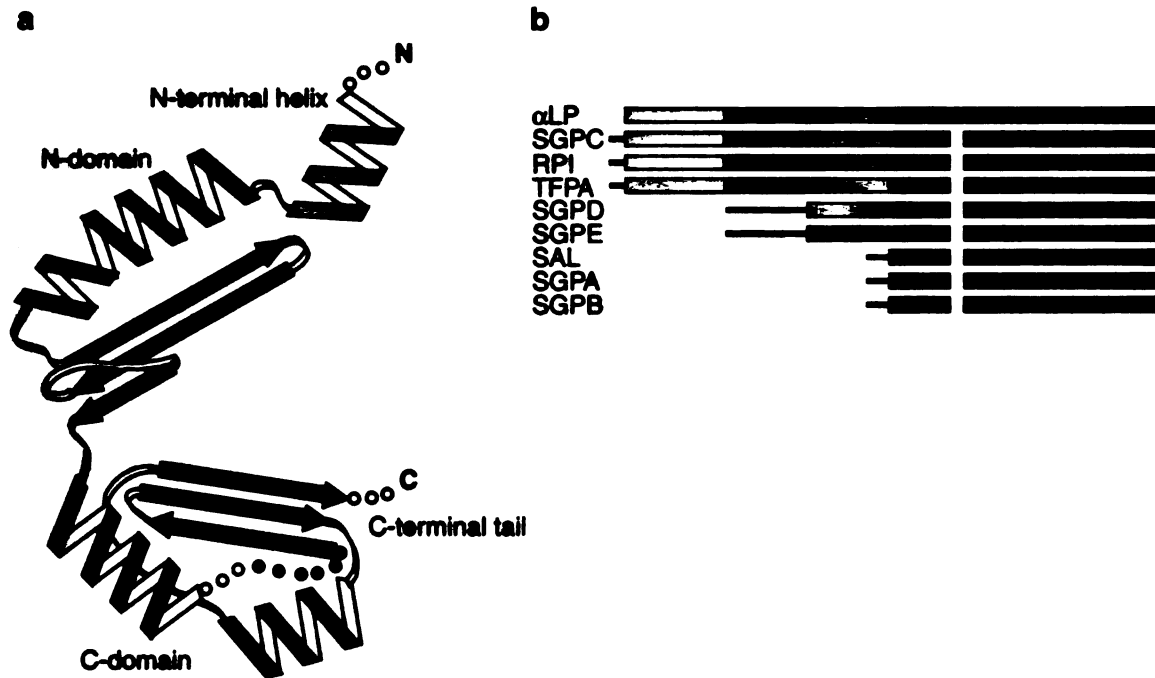 a
N
N-terminal helix
N-domain
C
C-terminal tail
C-domain
b
αLP
SGPC
RPI
TFPA
SGPD
SGPE
SAL
SGPA
SGPB